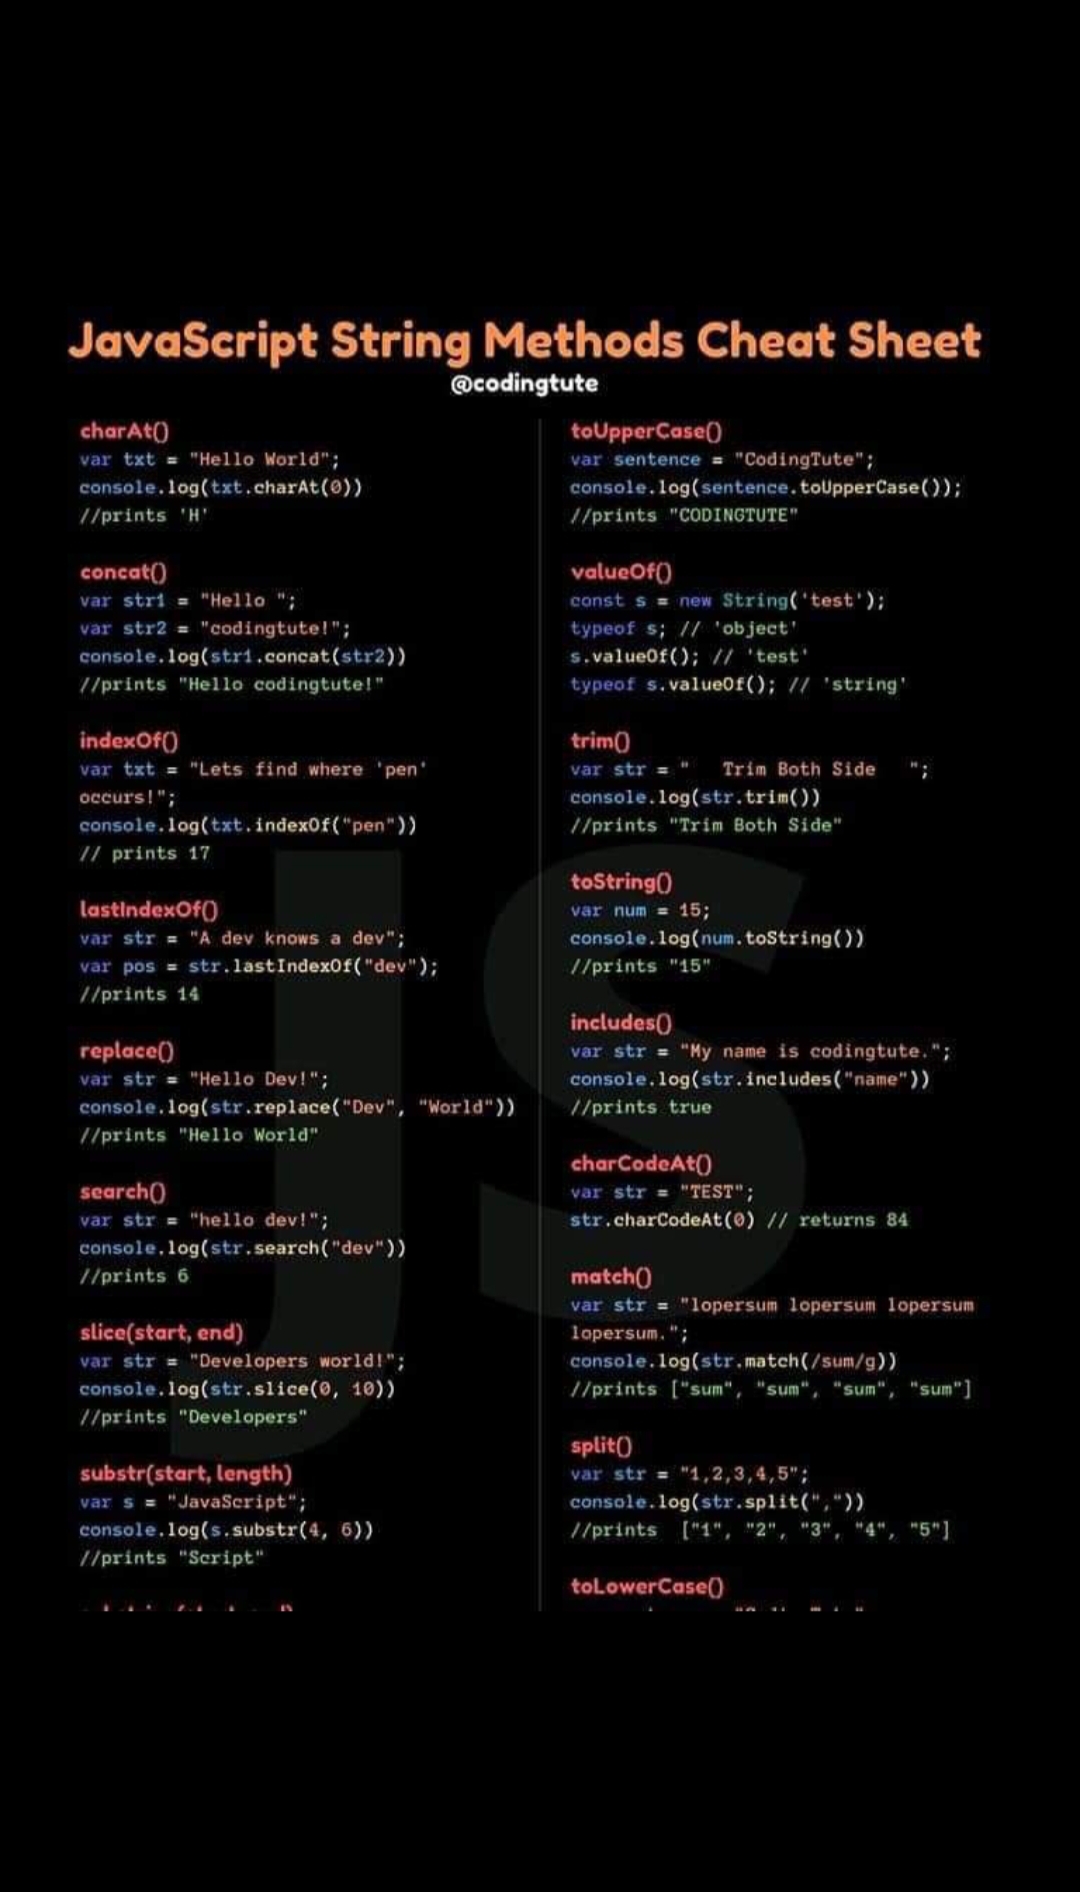 JavaScript String Methods Cheat Sheet
@codingtute
charAt()
var txt = "Hello World";
console.log(txt.charAt(0))
//prints 'H'
concat()
var str1 = "Hello ";
var str2 = "codingtute!";
console.log(str1.concat(str2))
//prints "Hello codingtute!"
indexOf()
var txt = "Lets find where 'pen'
occurs!";
console.log(txt.indexOf("pen"))
// prints 17
lastIndexOf()
var str = "A dev knows a dev";
var pos = str.lastIndexOf("dev");
//prints 14
replace()
var str = "Hello Dev!";
console.log(str.replace("Dev", "World"))
//prints "Hello World"
search()
var str = "hello dev!";
console.log(str.search("dev"))
//prints 6
slice(start, end)
var str = "Developers world!";
console.log(str.slice(0, 10))
//prints "Developers"
substr(start, length)
var s = "JavaScript";
console.log(s.substr(4, 6))
//prints "Script"
toUpperCase()
var sentence = "CodingTute";
console.log(sentence.toUpperCase());
//prints "CODINGTUTE"
valueOf()
const s = new String('test');
typeof s; // 'object'
s.valueOf(); // 'test'
typeof s.valueOf(); // 'string'
trim()
var str = "   Trim Both Side   ";
console.log(str.trim())
//prints "Trim Both Side"
toString()
var num = 15;
console.log(num.toString())
//prints "15"
includes()
var str = "My name is codingtute.";
console.log(str.includes("name"))
//prints true
charCodeAt()
var str = "TEST";
str.charCodeAt(0) // returns 84
match()
var str = "lopersum lopersum lopersum
lopersum.";
console.log(str.match(/sum/g))
//prints ["sum", "sum", "sum", "sum"]
split()
var str = "1,2,3,4,5";
console.log(str.split(","))
//prints  ["1", "2", "3", "4", "5"]
toLowerCase()
JS